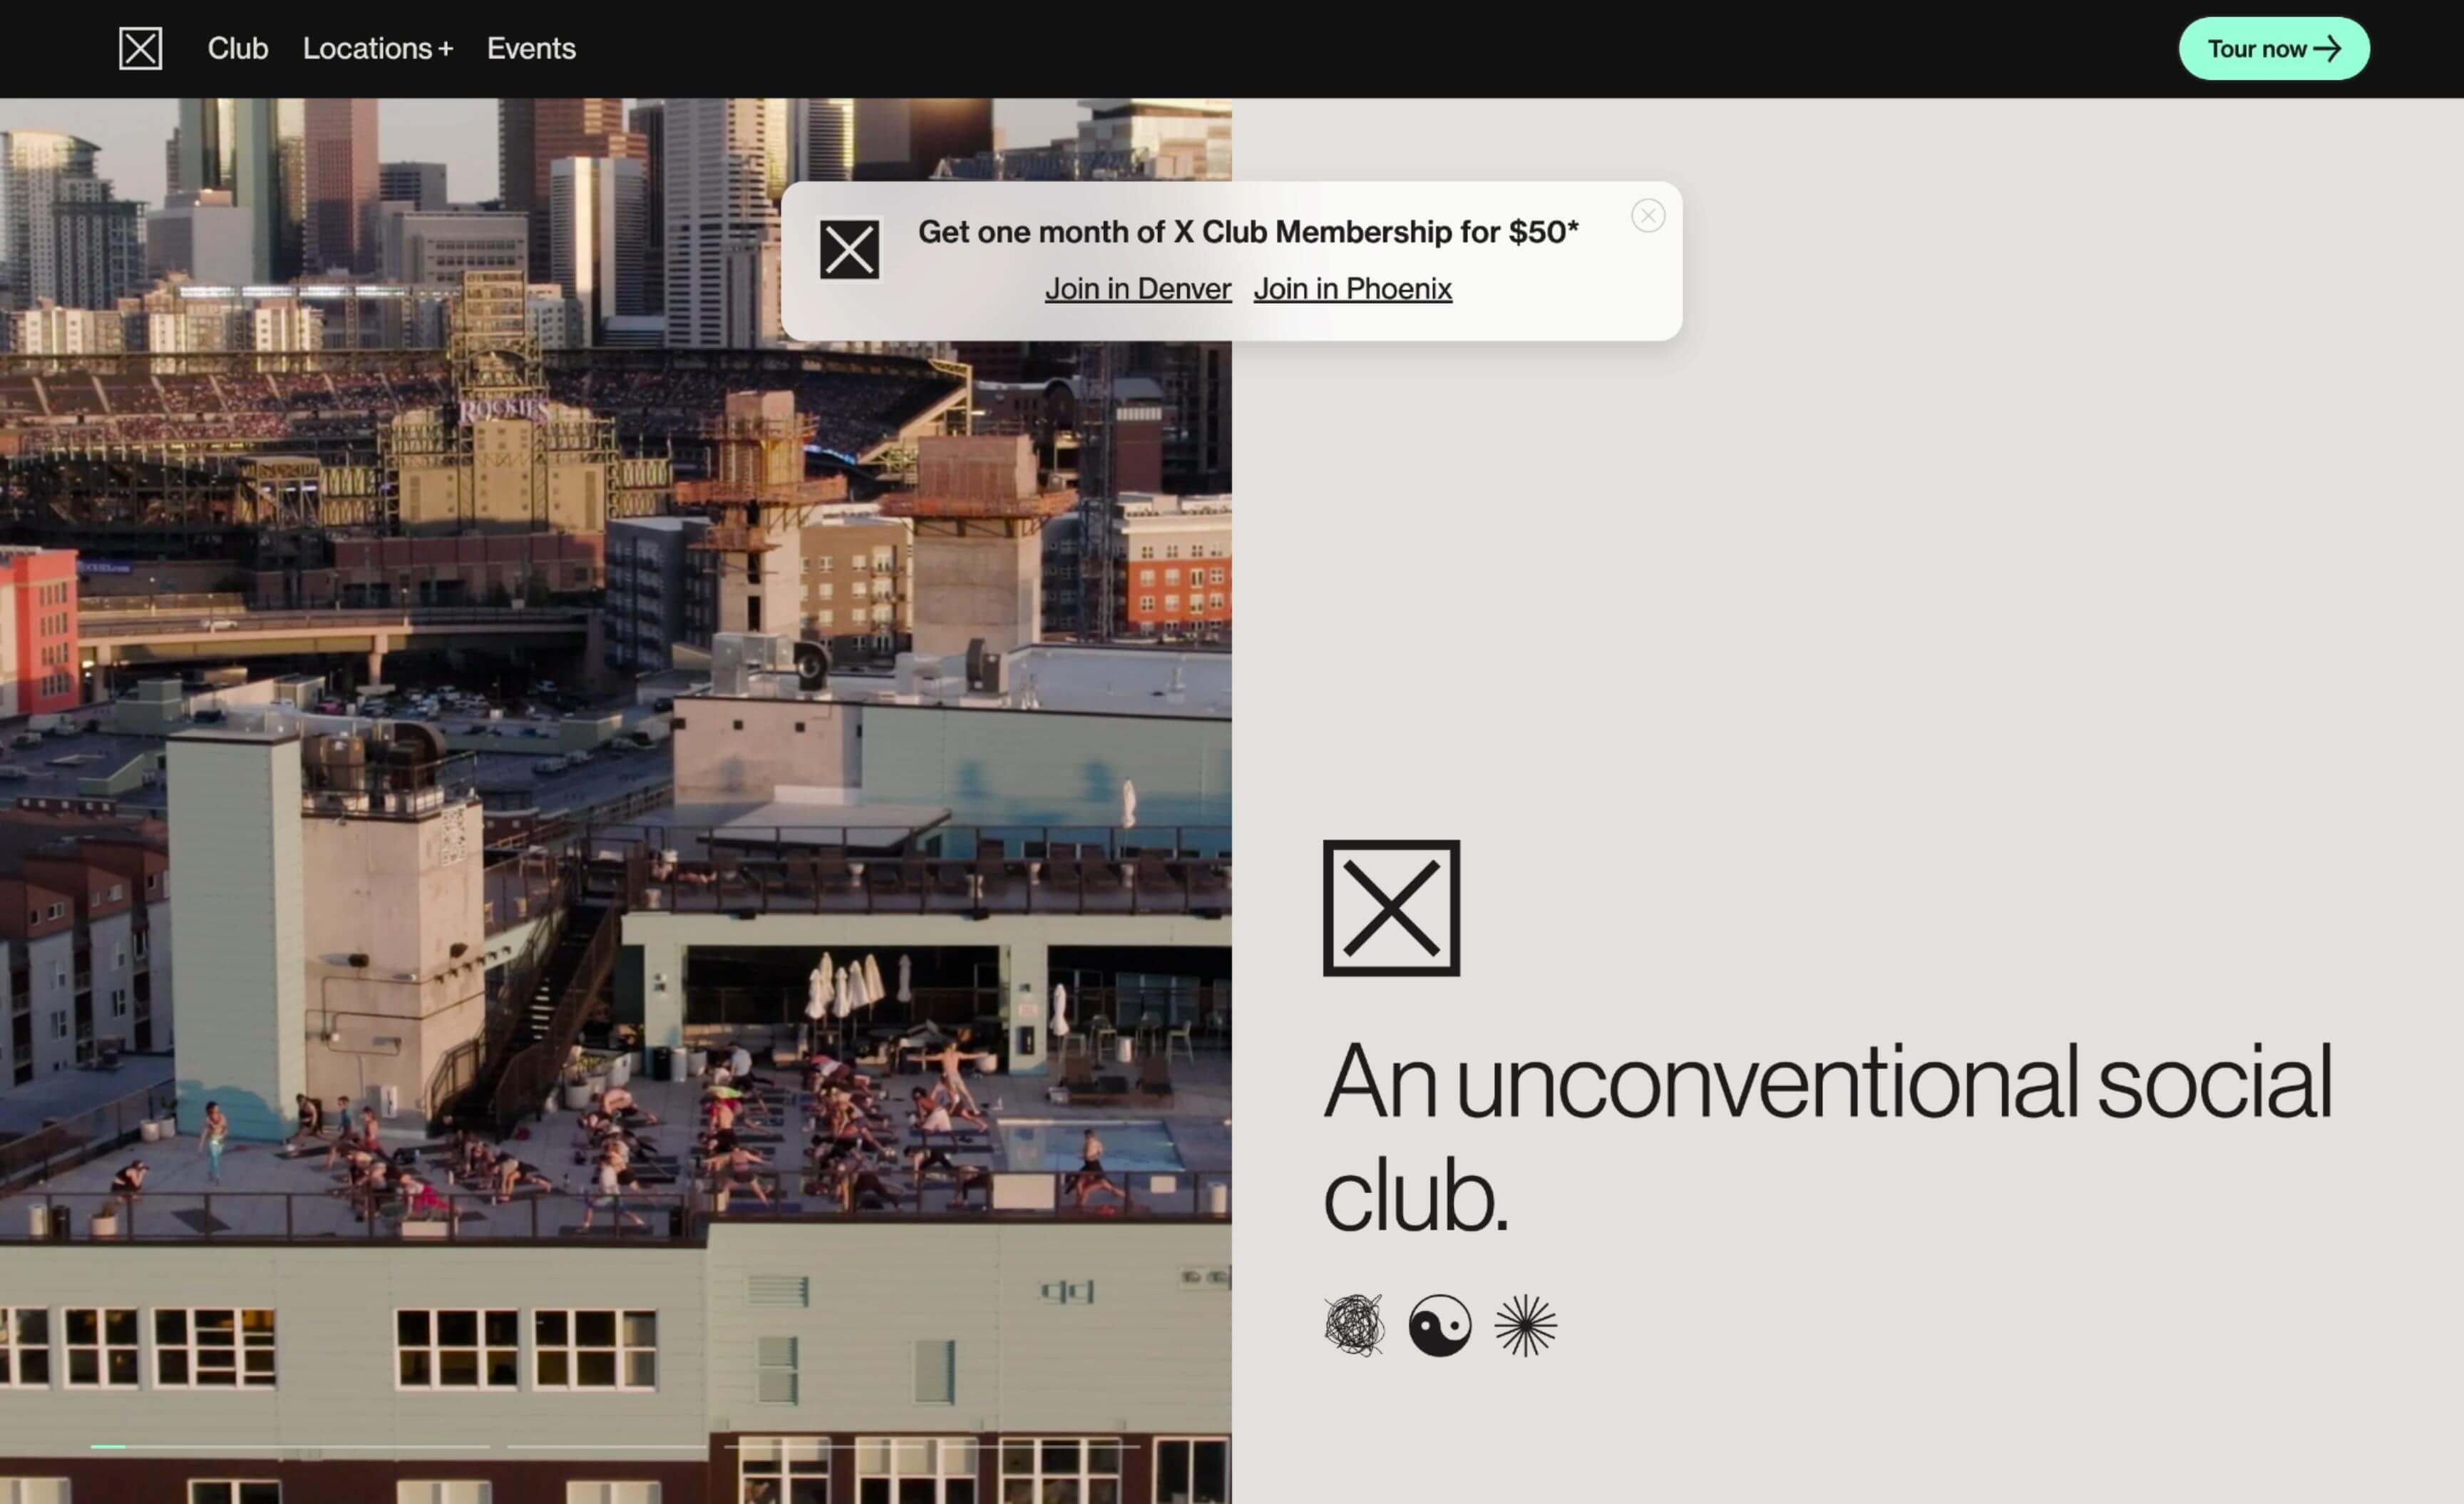 Club Locations + Events
Tour now →
Get one month of X Club Membership for $50*
Join in Denver Join in Phoenix
ROCKIES
An unconventional social
club.